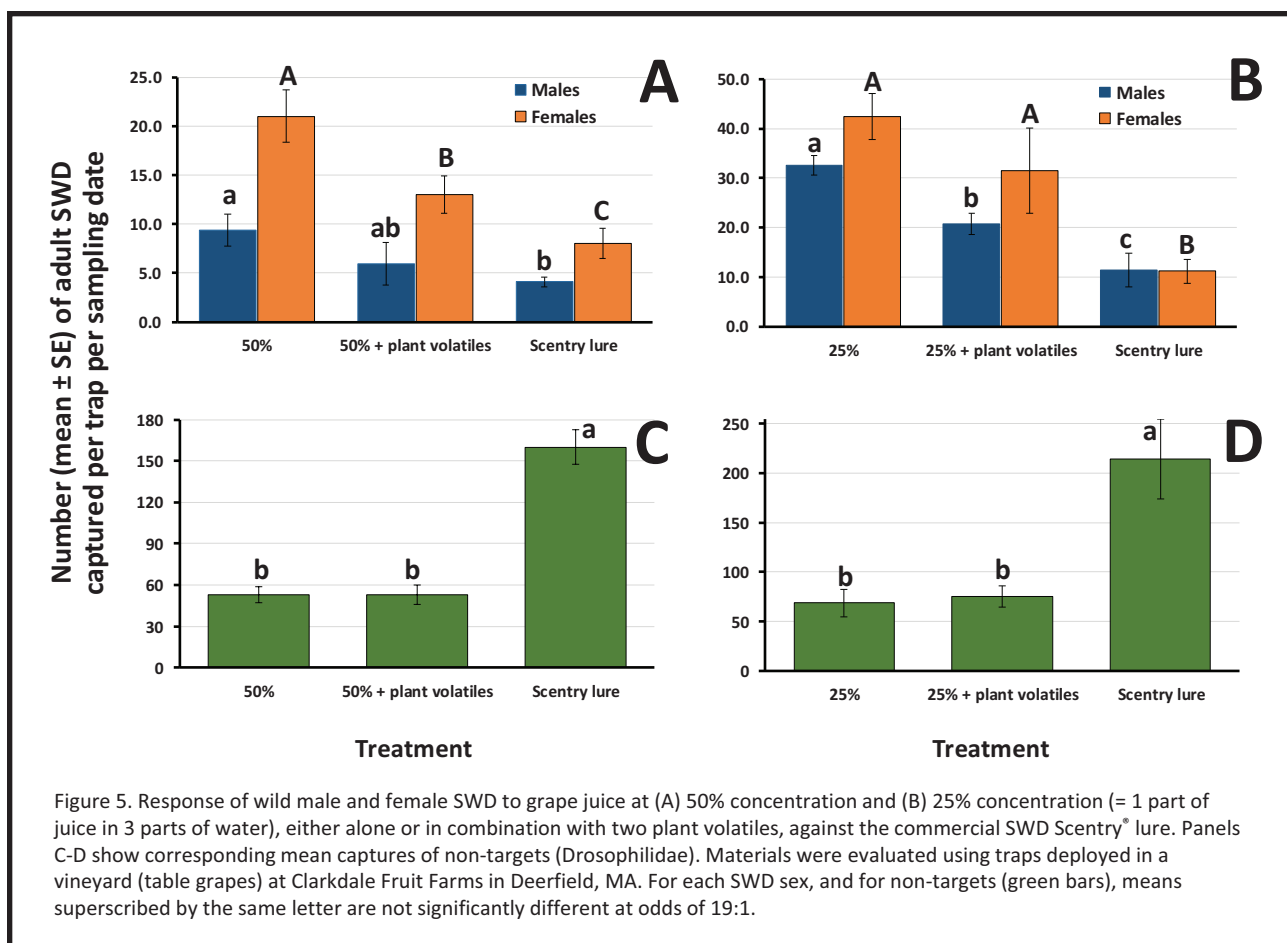 Number (mean ± SE) of adult SWD
captured per trap per sampling date
A
25.0
20.0
15.0
10.0
5.0
0.0
Males
Females
a
A
ab
B
b
C
50%
50% + plant volatiles
Scentry lure
B
50.0
40.0
30.0
20.0
10.0
0.0
Males
Females
a
A
b
A
c
B
25%
25% + plant volatiles
Scentry lure
C
180
150
120
90
60
30
0
b
b
a
50%
50% + plant volatiles
Scentry lure
Treatment
D
250
200
150
100
50
0
b
b
a
25%
25% + plant volatiles
Scentry lure
Treatment
Figure 5. Response of wild male and female SWD to grape juice at (A) 50% concentration and (B) 25% concentration (= 1 part of
juice in 3 parts of water), either alone or in combination with two plant volatiles, against the commercial SWD Scentry® lure. Panels
C-D show corresponding mean captures of non-targets (Drosophilidae). Materials were evaluated using traps deployed in a
vineyard (table grapes) at Clarkdale Fruit Farms in Deerfield, MA. For each SWD sex, and for non-targets (green bars), means
superscribed by the same letter are not significantly different at odds of 19:1.